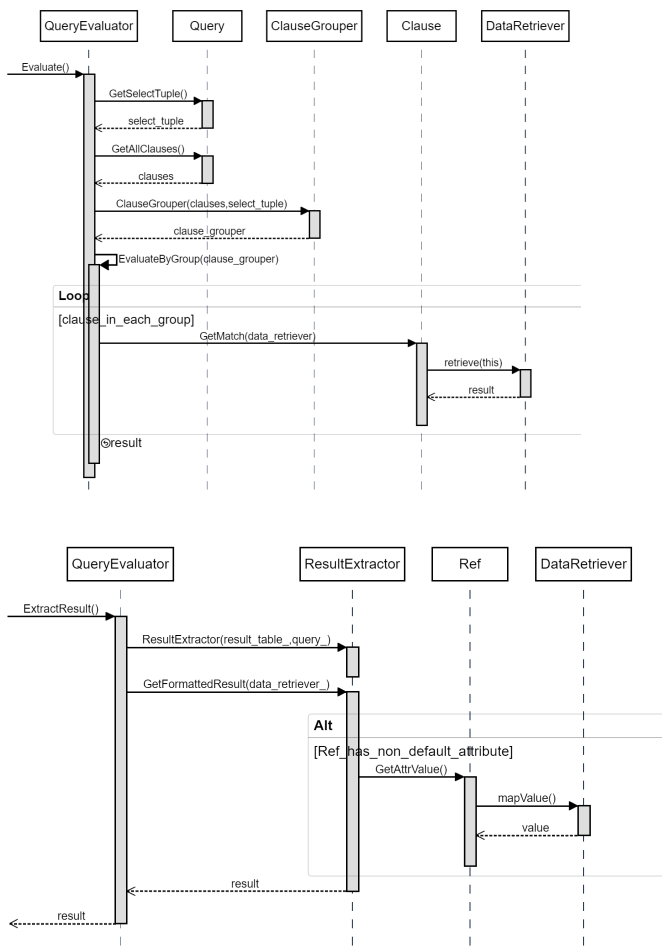 QueryEvaluator Query ClauseGrouper Clause DataRetriever
Evaluate()
GetSelectTuple()
select_tuple
GetAllClauses()
clauses
ClauseGrouper(clauses,select_tuple)
clause_grouper
EvaluateByGroup(clause_grouper)
Loop
[clause_in_each_group]
GetMatch(data_retriever)
retrieve(this)
result
result
QueryEvaluator ResultExtractor Ref DataRetriever
ExtractResult()
ResultExtractor(result_table_,query_)
GetFormattedResult(data_retriever_)
Alt
[Ref_has_non_default_attribute]
GetAttrValue()
mapValue()
value
result
result